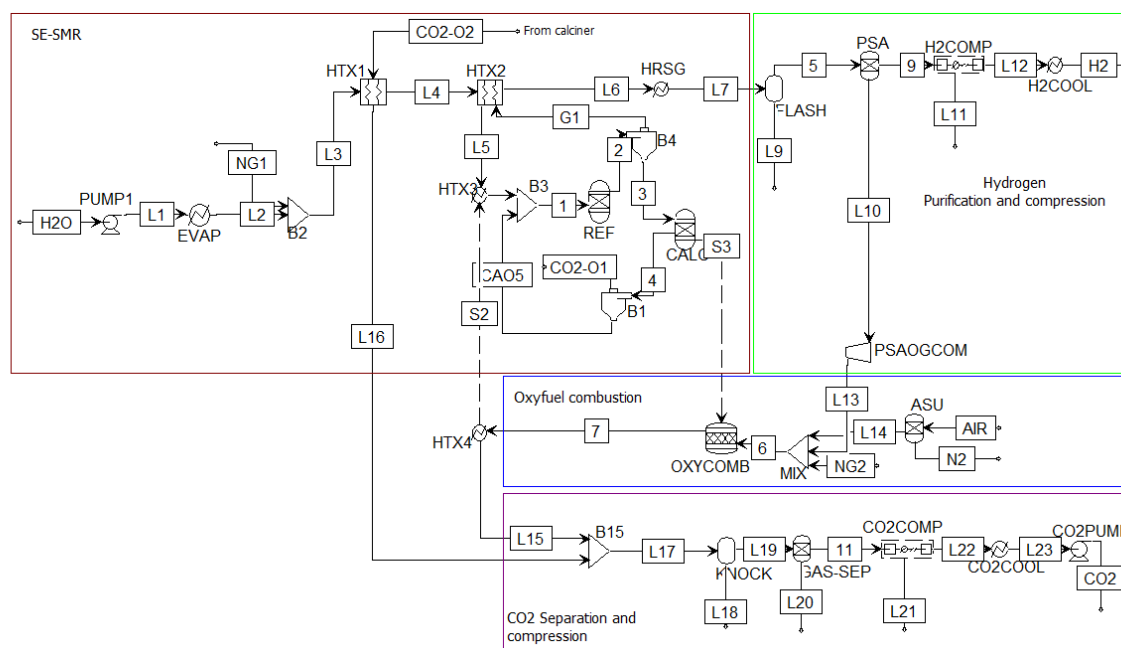 SE-SMR
CO2-O2
From calciner
HTX1
L4
HTX2
L6
HRSG
L7
FLASH
5
PSA
9
H2COMP
L12
H2COOL
H2
L11
L9
G1
B4
2
L5
L3
NG1
PUMP1
H2O
L1
EVAP
L2
B2
HTX3
B3
1
REF
3
CALC
S3
CAO5
CO2-O1
4
B1
S2
L16
L10
Hydrogen
Purification and compression
PSAOGCOM
Oxyfuel combustion
L13
ASU
AIR
L14
N2
HTX4
7
OXYCOMB
6
MIX
NG2
L15
B15
L17
KNOCK
L19
GAS-SEP
11
CO2COMP
L22
CO2COOL
L23
CO2PUMP
CO2
L18
L20
L21
CO2 Separation and
compression